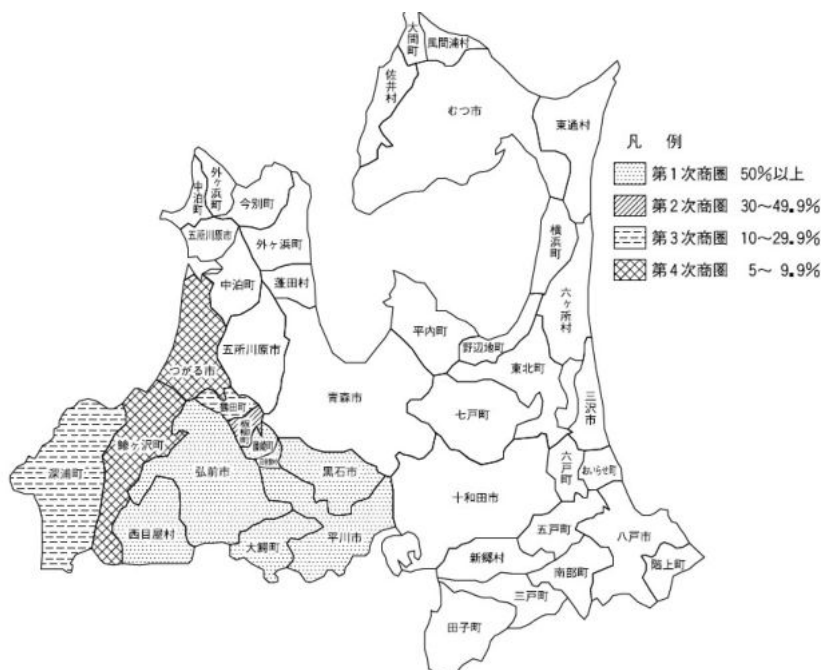 大間町
風間浦村
佐井村
むつ市
東通村
凡 例
第1次商圏 50%以上
第2次商圏 30～49.9%
第3次商圏 10～29.9%
第4次商圏 5～ 9.9%
外ヶ浜町
中泊町
今別町
五所川原市
外ヶ浜町
横浜町
中泊町
蓬田村
六ヶ所村
平内町
五所川原市
野辺地町
つがる市
東北町
青森市
三沢市
鶴田町
七戸町
板柳町
鰺ヶ沢町
深浦町
弘前市
黒石市
六戸町
おいらせ町
十和田市
西目屋村
大鰐町
平川市
五戸町
八戸市
新郷村
南部町
階上町
三戸町
田子町